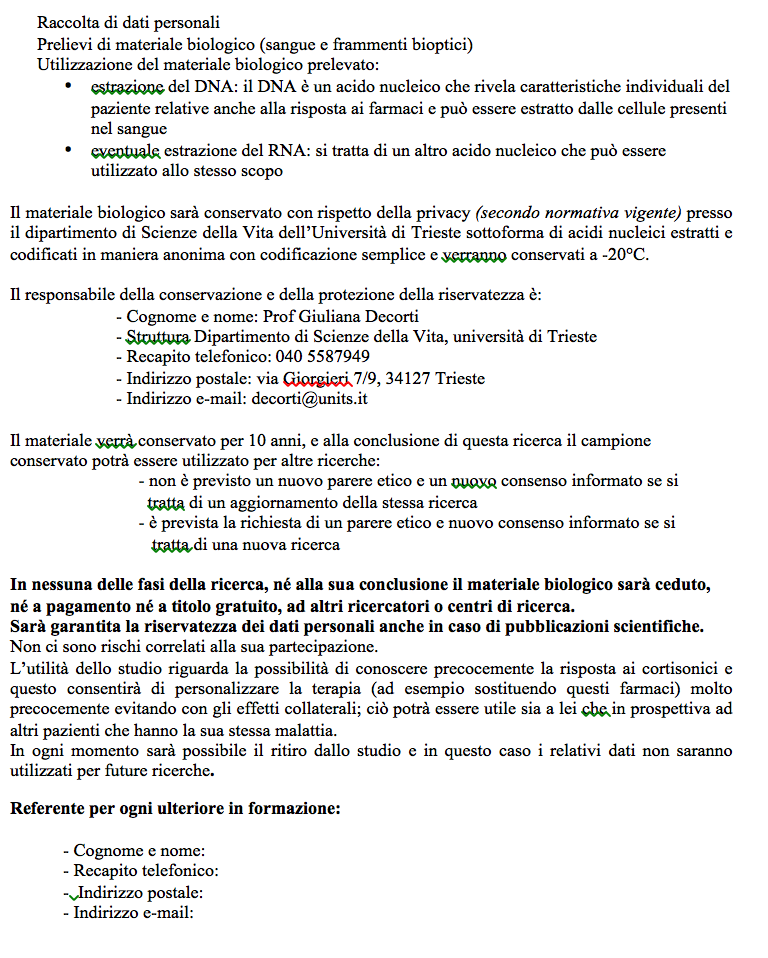 Raccolta di dati personali
Prelievi di materiale biologico (sangue e frammenti bioptici)
Utilizzazione del materiale biologico prelevato:
• estrazione del DNA: il DNA è un acido nucleico che rivela caratteristiche individuali del
paziente relative anche alla risposta ai farmaci e può essere estratto dalle cellule presenti
nel sangue
• eventuale estrazione del RNA: si tratta di un altro acido nucleico che può essere
utilizzato allo stesso scopo
Il materiale biologico sarà conservato con rispetto della privacy (secondo normativa vigente) presso
il dipartimento di Scienze della Vita dell'Università di Trieste sottoforma di acidi nucleici estratti e
codificati in maniera anonima con codificazione semplice e verranno conservati a -20°C.
Il responsabile della conservazione e della protezione della riservatezza è:
- Cognome e nome: Prof Giuliana Decorti
- Struttura Dipartimento di Scienze della Vita, università di Trieste
- Recapito telefonico: 040 5587949
- Indirizzo postale: via Giorgieri 7/9, 34127 Trieste
- Indirizzo e-mail: decorti@units.it
Il materiale verrà conservato per 10 anni, e alla conclusione di questa ricerca il campione
conservato potrà essere utilizzato per altre ricerche:
- non è previsto un nuovo parere etico e un nuovo consenso informato se si
tratta di un aggiornamento della stessa ricerca
- è prevista la richiesta di un parere etico e nuovo consenso informato se si
tratta di una nuova ricerca
In nessuna delle fasi della ricerca, né alla sua conclusione il materiale biologico sarà ceduto,
né a pagamento né a titolo gratuito, ad altri ricercatori o centri di ricerca.
Sarà garantita la riservatezza dei dati personali anche in caso di pubblicazioni scientifiche.
Non ci sono rischi correlati alla sua partecipazione.
L'utilità dello studio riguarda la possibilità di conoscere precocemente la risposta ai cortisonici e
questo consentirà di personalizzare la terapia (ad esempio sostituendo questi farmaci) molto
precocemente evitando con gli effetti collaterali; ciò potrà essere utile sia a lei che in prospettiva ad
altri pazienti che hanno la sua stessa malattia.
In ogni momento sarà possibile il ritiro dallo studio e in questo caso i relativi dati non saranno
utilizzati per future ricerche.
Referente per ogni ulteriore in formazione:
- Cognome e nome:
- Recapito telefonico:
- Indirizzo postale:
- Indirizzo e-mail: